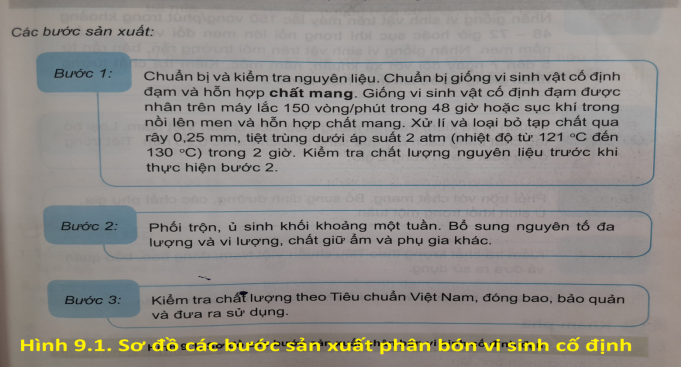 Các bước sản xuất:
Bước 1:
Chuẩn bị và kiểm tra nguyên liệu. Chuẩn bị giống vi sinh vật cố định
đạm và hỗn hợp chất mang. Giống vi sinh vật cố định đạm được
nhân trên máy lắc 150 vòng/phút trong 48 giờ hoặc sục khí trong
nồi lên men và hỗn hợp chất mang. Xử lí và loại bỏ tạp chất qua
rây 0,25 mm, tiệt trùng dưới áp suất 2 atm (nhiệt độ từ 121 °C đến
130 °C) trong 2 giờ. Kiểm tra chất lượng nguyên liệu trước khi
thực hiện bước 2.
Bước 2:
Phối trộn, ủ sinh khối khoảng một tuần. Bổ sung nguyên tố đa
lượng và vi lượng, chất giữ ẩm và phụ gia khác.
Bước 3:
Kiểm tra chất lượng theo Tiêu chuẩn Việt Nam, đóng bao, bảo quản
và đưa ra sử dụng.
Hình 9.1. Sơ đồ các bước sản xuất phân bón vi sinh cố định